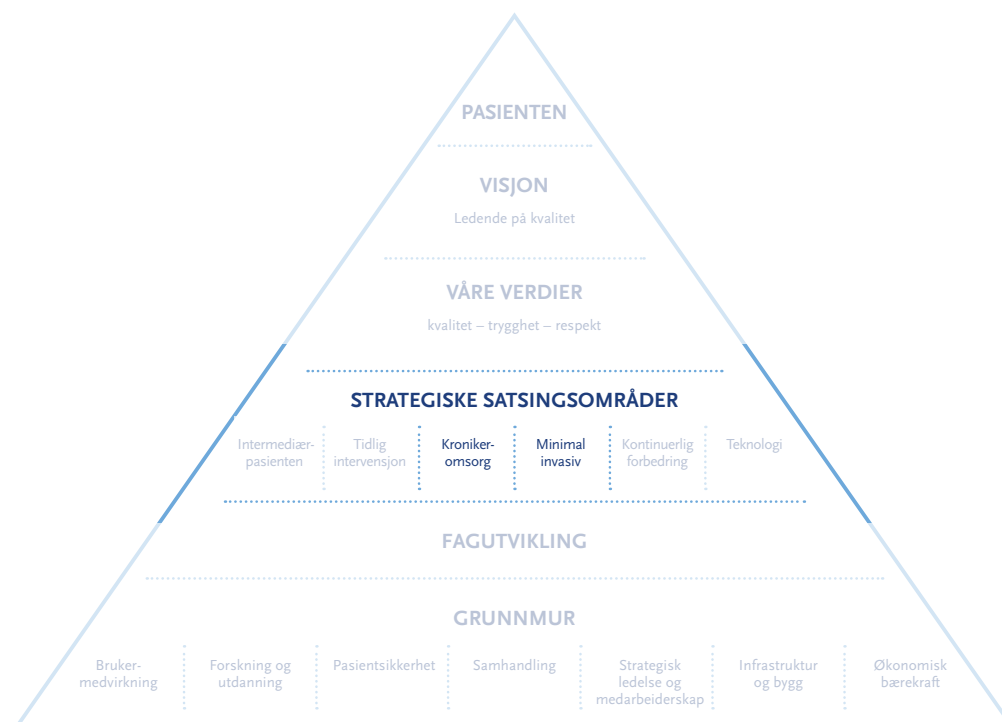 PASIENTEN
VISJON
Ledende på kvalitet
VÅRE VERDIER
kvalitet – trygghet – respekt
STRATEGISKE SATSINGSOMRÅDER
Intermediær-
pasienten
Tidlig
intervensjon
Kroniker-
omsorg
Minimal
invasiv
Kontinuerlig
forbedring
Teknologi
FAGUTVIKLING
GRUNNMUR
Bruker-
medvirkning
Forskning og
utdanning
Pasientsikkerhet
Samhandling
Strategisk
ledelse og
medarbeiderskap
Infrastruktur
og bygg
Økonomisk
bærekraft